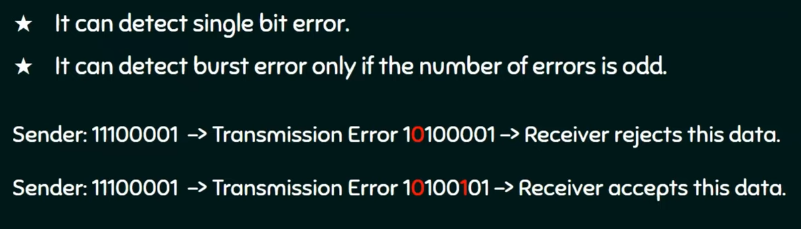 ★ It can detect single bit error.
★ It can detect burst error only if the number of errors is odd.
Sender: 11100001 –> Transmission Error 10100001 –> Receiver rejects this data.
Sender: 11100001 –> Transmission Error 10100101 –> Receiver accepts this data.